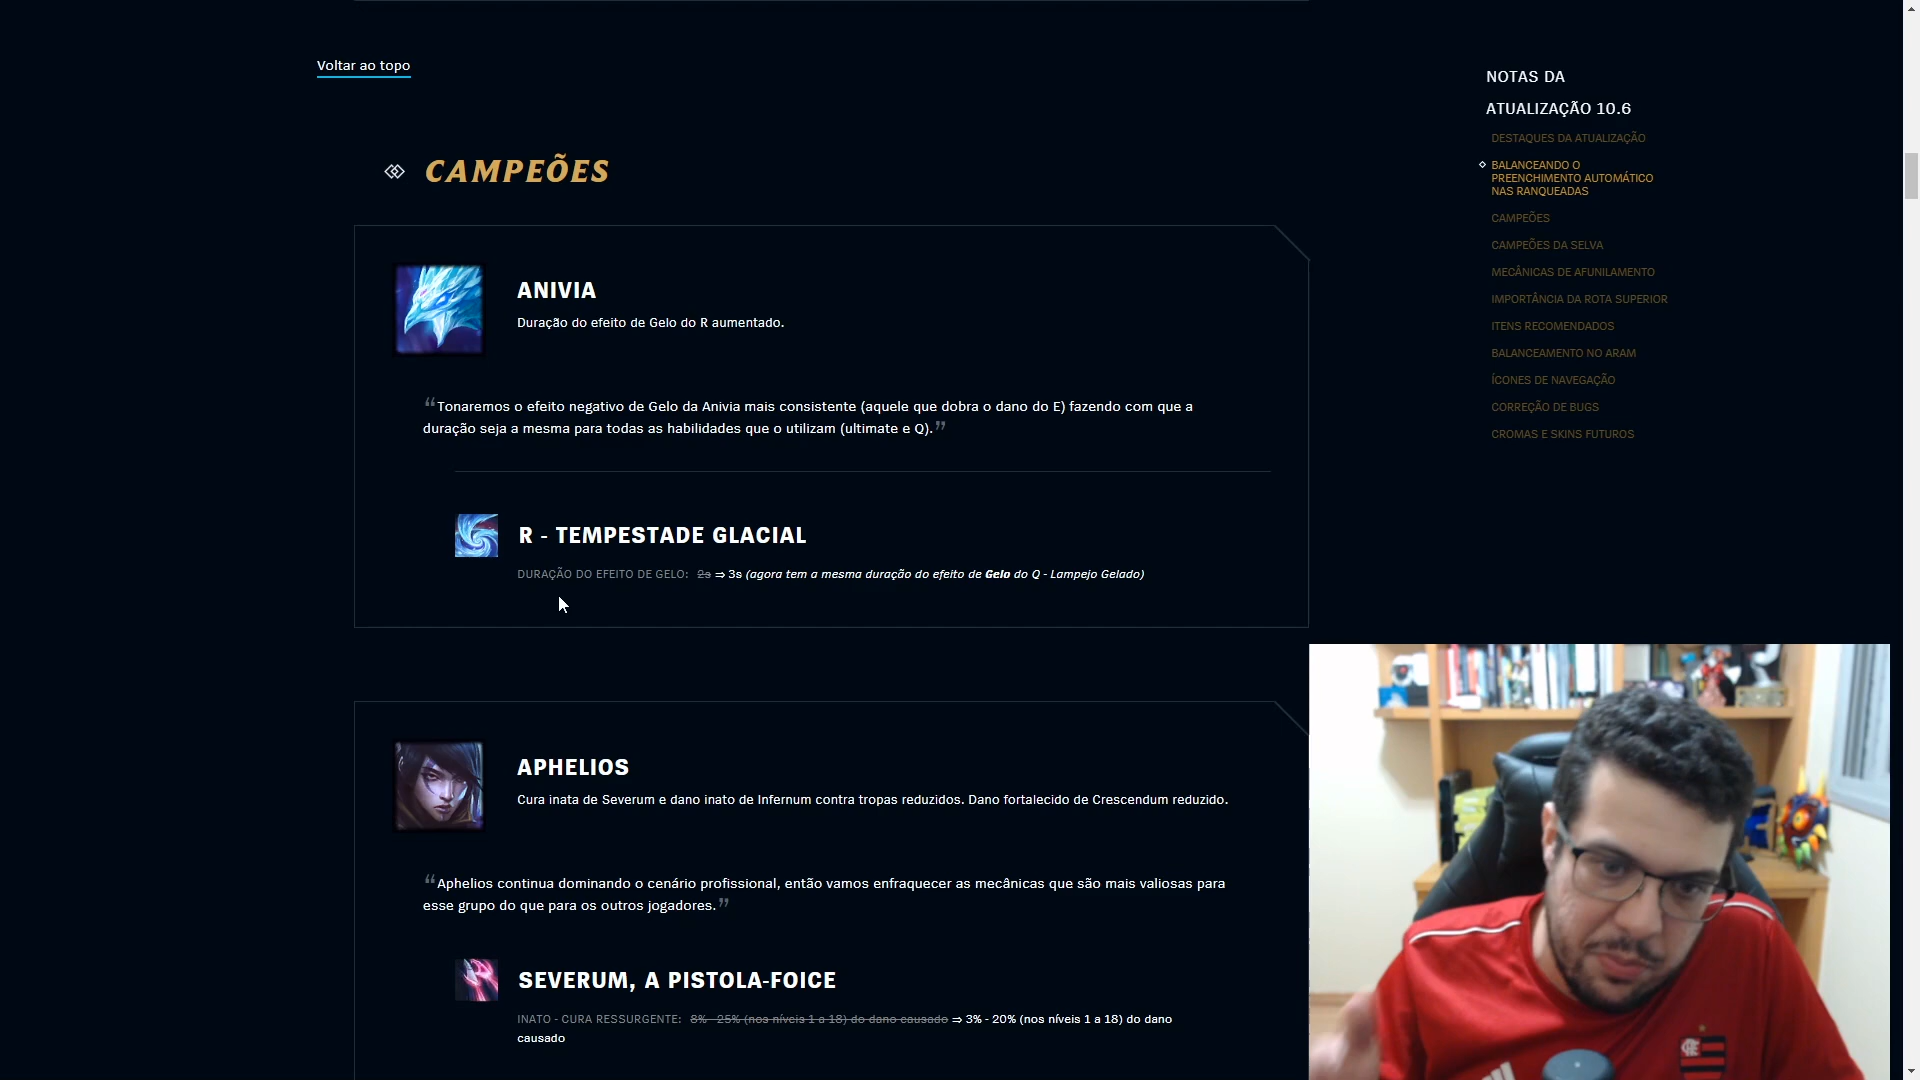 Voltar ao topo
CAMPEÕES
ANIVIA
Duração do efeito de Gelo do R aumentado.
“Tonaremos o efeito negativo de Gelo da Anivia mais consistente (aquele que dobra o dano do E) fazendo com que a
duração seja a mesma para todas as habilidades que o utilizam (ultimate e Q).”
R - TEMPESTADE GLACIAL
DURAÇÃO DO EFEITO DE GELO: 2s ⇒ 3s (agora tem a mesma duração do efeito de Gelo do Q - Lampejo Gelado)
APHELIOS
Cura inata de Severum e dano inato de Infernum contra tropas reduzidos. Dano fortalecido de Crescendum reduzido.
“Aphelios continua dominando o cenário profissional, então vamos enfraquecer as mecânicas que são mais valiosas para
esse grupo do que para os outros jogadores.”
SEVERUM, A PISTOLA-FOICE
INATO - CURA RESSURGENTE: 8% - 25% (nos níveis 1 a 18) do dano causado ⇒ 3% - 20% (nos níveis 1 a 18) do dano
causado
NOTAS DA
ATUALIZAÇÃO 10.6
DESTAQUES DA ATUALIZAÇÃO
BALANCEANDO O
PREENCHIMENTO AUTOMÁTICO
NAS RANQUEADAS
CAMPEÕES
CAMPEÕES DA SELVA
MECÂNICAS DE AFUNILAMENTO
IMPORTÂNCIA DA ROTA SUPERIOR
ITENS RECOMENDADOS
BALANCEAMENTO NO ARAM
ÍCONES DE NAVEGAÇÃO
CORREÇÃO DE BUGS
CROMAS E SKINS FUTUROS